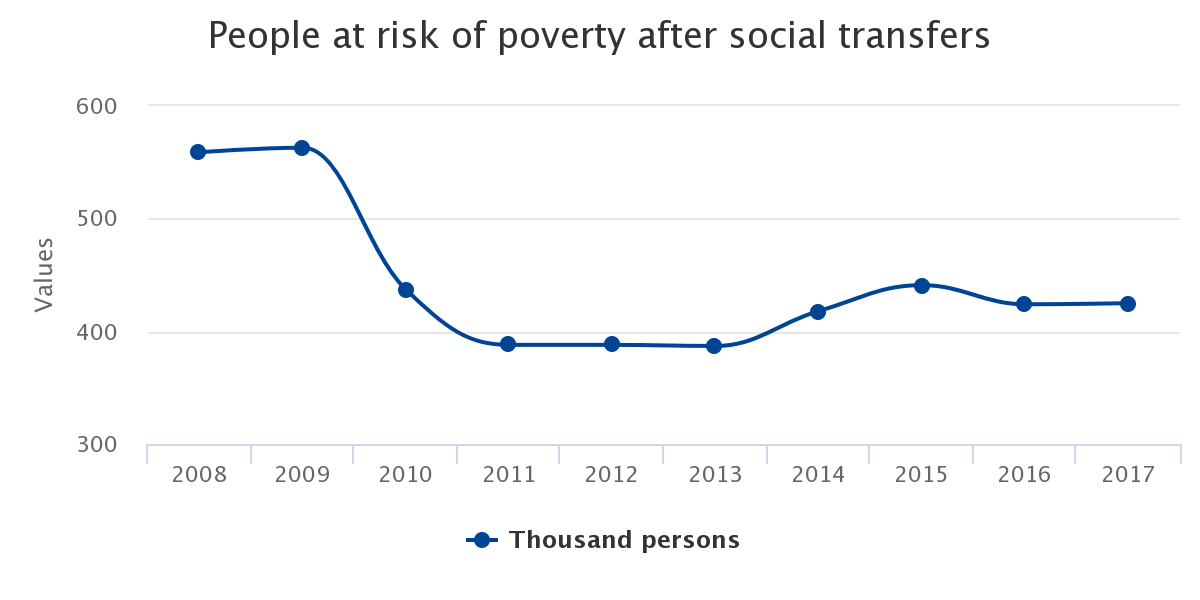 People at risk of poverty after social transfers
600
500
400
300
Values
2008 2009 2010 2011 2012 2013 2014 2015 2016 2017
Thousand persons